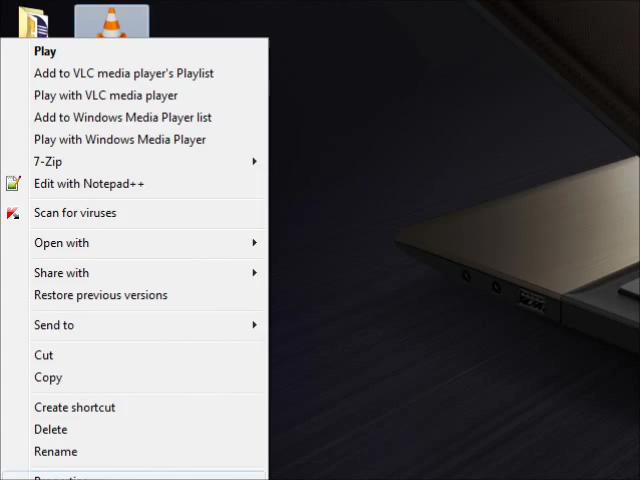 Play
Add to VLC media player's Playlist
Play with VLC media player
Add to Windows Media Player list
Play with Windows Media Player
7-Zip
Edit with Notepad++
Scan for viruses
Open with
Share with
Restore previous versions
Send to
Cut
Copy
Create shortcut
Delete
Rename
Properties